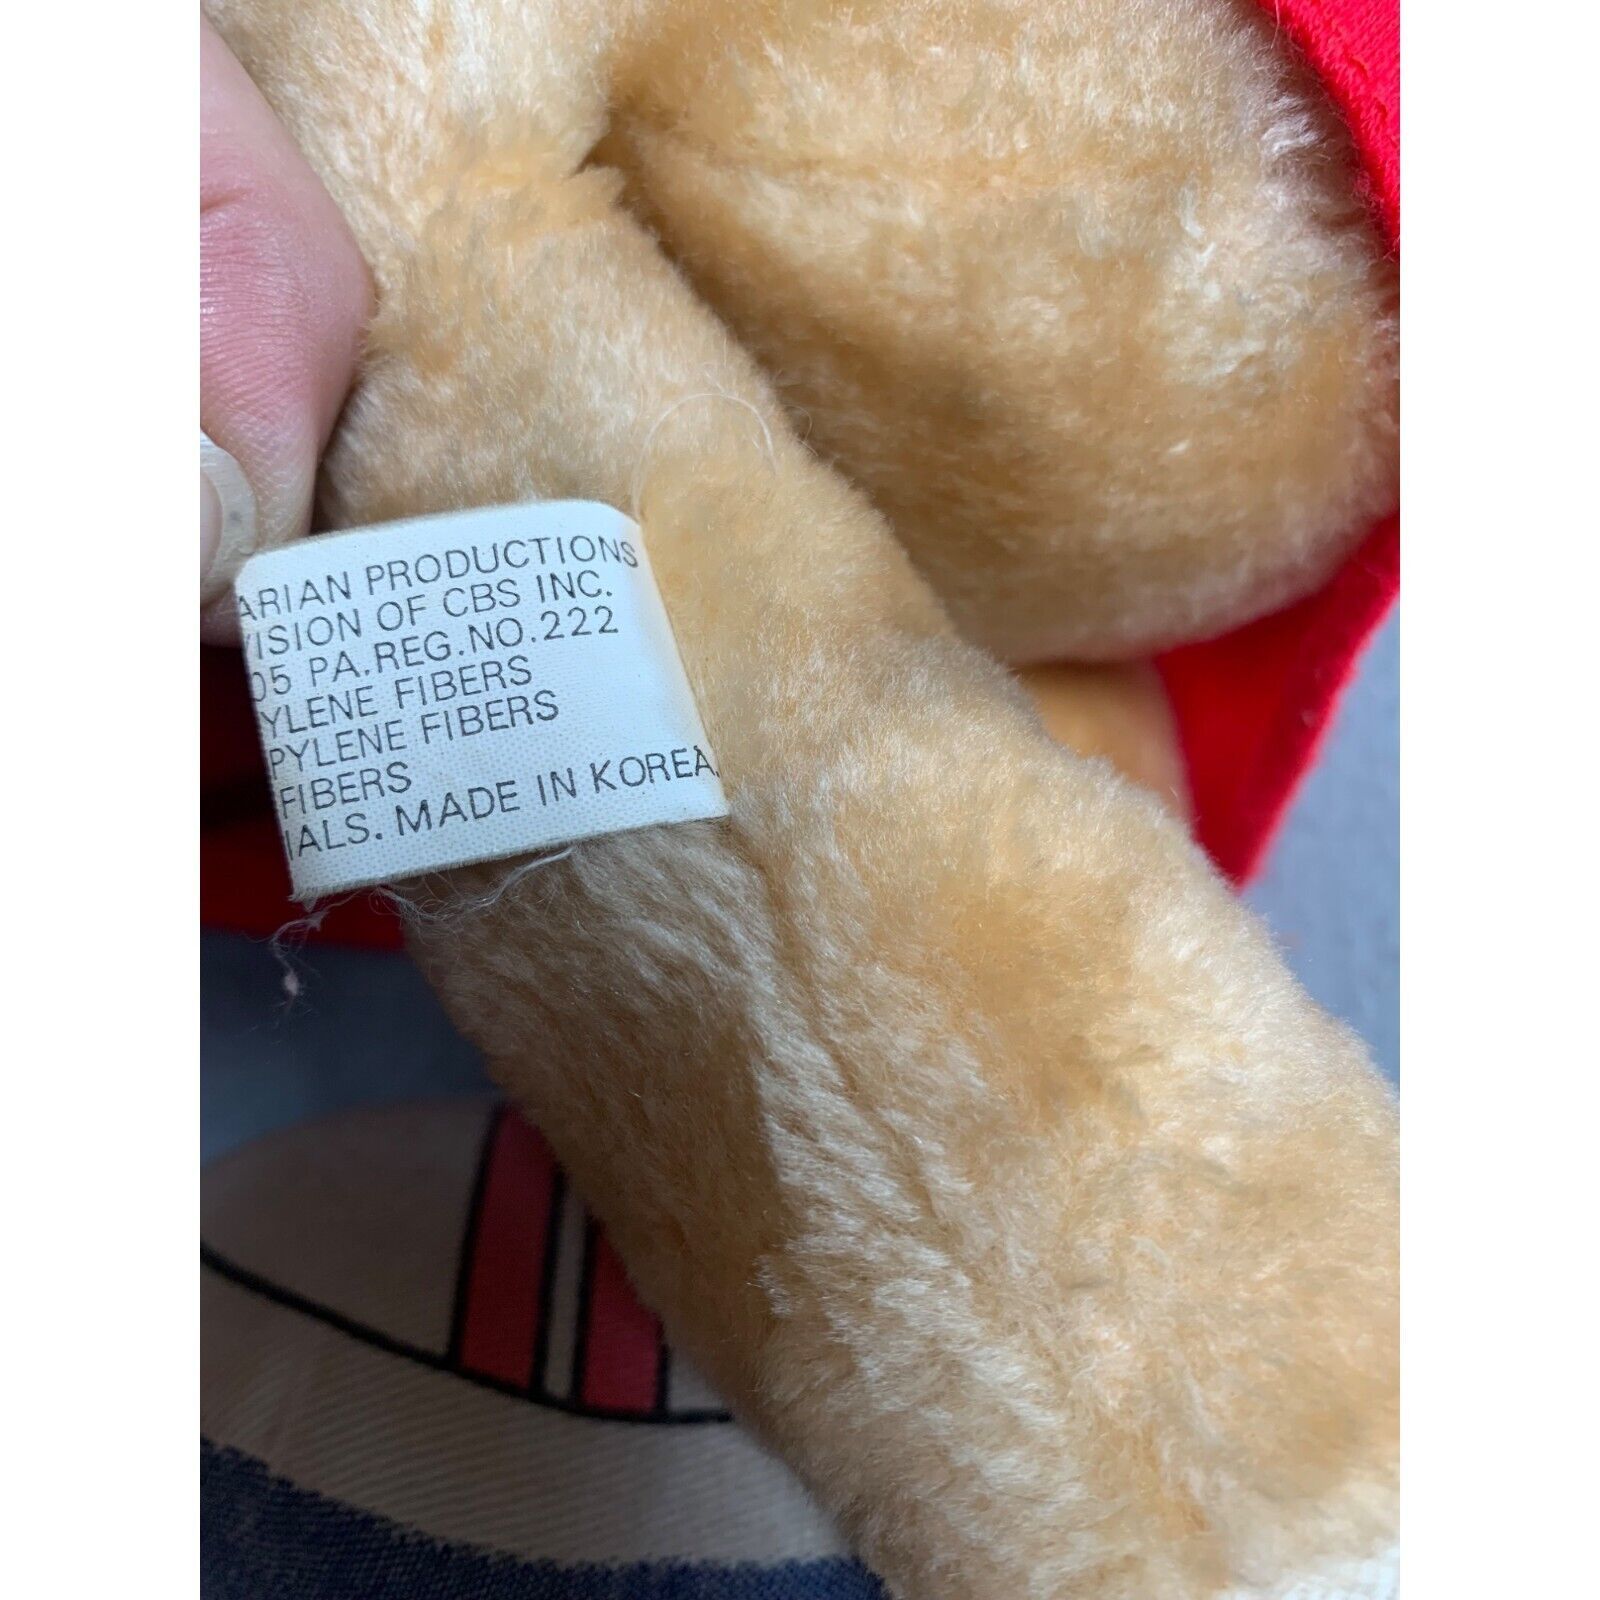 ARIAN PRODUCTIONS
VISION OF CBS INC.
05 PA.REG.NO.222
YLENE FIBERS
PYLENE FIBERS
FIBERS
IALS. MADE IN KOREA.